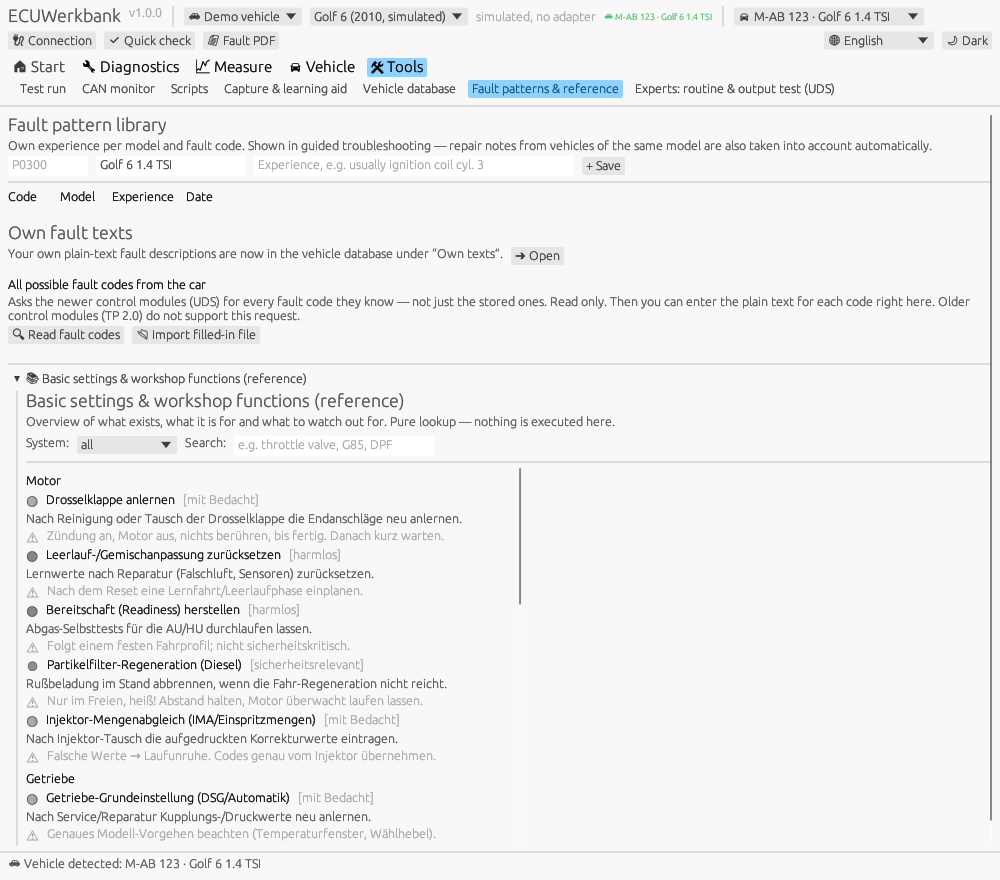 ECUWerkbank v1.0.0 Demo vehicle Golf 6 (2010, simulated) simulated, no adapter M-AB 123 · Golf 6 1.4 TSI M-AB 123 · Golf 6 1.4 TSI
Connection Quick check Fault PDF English Dark
Start Diagnostics Measure Vehicle Tools
Test run CAN monitor Scripts Capture & learning aid Vehicle database Fault patterns & reference Experts: routine & output test (UDS)
Fault pattern library
Own experience per model and fault code. Shown in guided troubleshooting — repair notes from vehicles of the same model are also taken into account automatically.
P0300 Golf 6 1.4 TSI Experience, e.g. usually ignition coil cyl. 3 + Save
Code Model Experience Date
Own fault texts
Your own plain-text fault descriptions are now in the vehicle database under "Own texts". → Open
All possible fault codes from the car
Asks the newer control modules (UDS) for every fault code they know — not just the stored ones. Read only. Then you can enter the plain text for each code right here. Older
control modules (TP 2.0) do not support this request.
Read fault codes Import filled-in file
▼ Basic settings & workshop functions (reference)
Basic settings & workshop functions (reference)
Overview of what exists, what it is for and what to watch out for. Pure lookup — nothing is executed here.
System: all Search: e.g. throttle valve, G85, DPF
Motor
Drosselklappe anlernen [mit Bedacht]
Nach Reinigung oder Tausch der Drosselklappe die Endanschläge neu anlernen.
⚠ Zündung an, Motor aus, nichts berühren, bis fertig. Danach kurz warten.
Leerlauf-/Gemischanpassung zurücksetzen [harmlos]
Lernwerte nach Reparatur (Falschluft, Sensoren) zurücksetzen.
⚠ Nach dem Reset eine Lernfahrt/Leerlaufphase einplanen.
Bereitschaft (Readiness) herstellen [harmlos]
Abgas-Selbsttests für die AU/HU durchlaufen lassen.
⚠ Folgt einem festen Fahrprofil; nicht sicherheitskritisch.
Partikelfilter-Regeneration (Diesel) [sicherheitsrelevant]
Rußbeladung im Stand abbrennen, wenn die Fahr-Regeneration nicht reicht.
⚠ Nur im Freien, heiß! Abstand halten, Motor überwacht laufen lassen.
Injektor-Mengenabgleich (IMA/Einspritzmengen) [mit Bedacht]
Nach Injektor-Tausch die aufgedruckten Korrekturwerte eintragen.
⚠ Falsche Werte → Laufunruhe. Codes genau vom Injektor übernehmen.
Getriebe
Getriebe-Grundeinstellung (DSG/Automatik) [mit Bedacht]
Nach Service/Reparatur Kupplungs-/Druckwerte neu anlernen.
⚠ Genaues Modell-Vorgehen beachten (Temperaturfenster, Wählhebel).
Vehicle detected: M-AB 123 · Golf 6 1.4 TSI